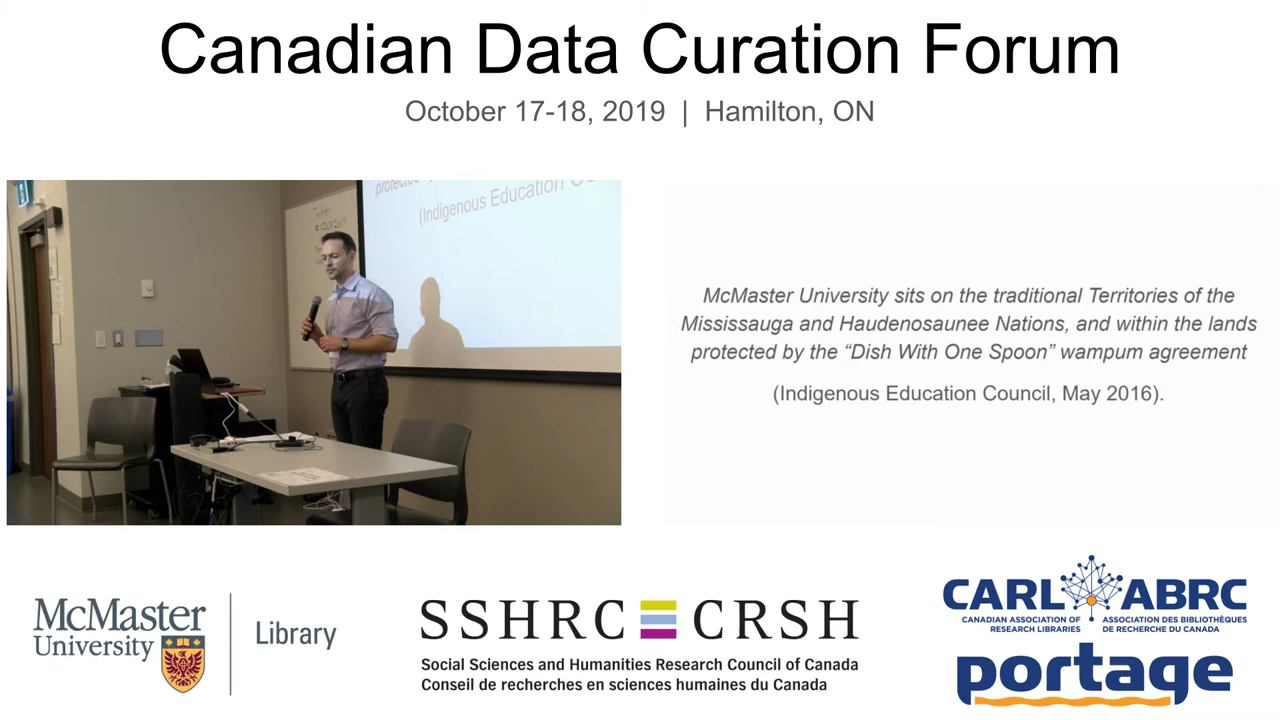 Canadian Data Curation Forum
October 17-18, 2019 | Hamilton, ON
protected
(Indigenous Education
Twitter
McMaster University sits on the traditional Territories of the
Mississauga and Haudenosaunee Nations, and within the lands
protected by the “Dish With One Spoon” wampum agreement
(Indigenous Education Council, May 2016).
McMaster
University
Library
SSHRC CRSH
Social Sciences and Humanities Research Council of Canada
Conseil de recherches en sciences humaines du Canada
CARL ABRC
CANADIAN ASSOCIATION OF
RESEARCH LIBRARIES
ASSOCIATION DES BIBLIOTHÈQUES
DE RECHERCHE DU CANADA
portage